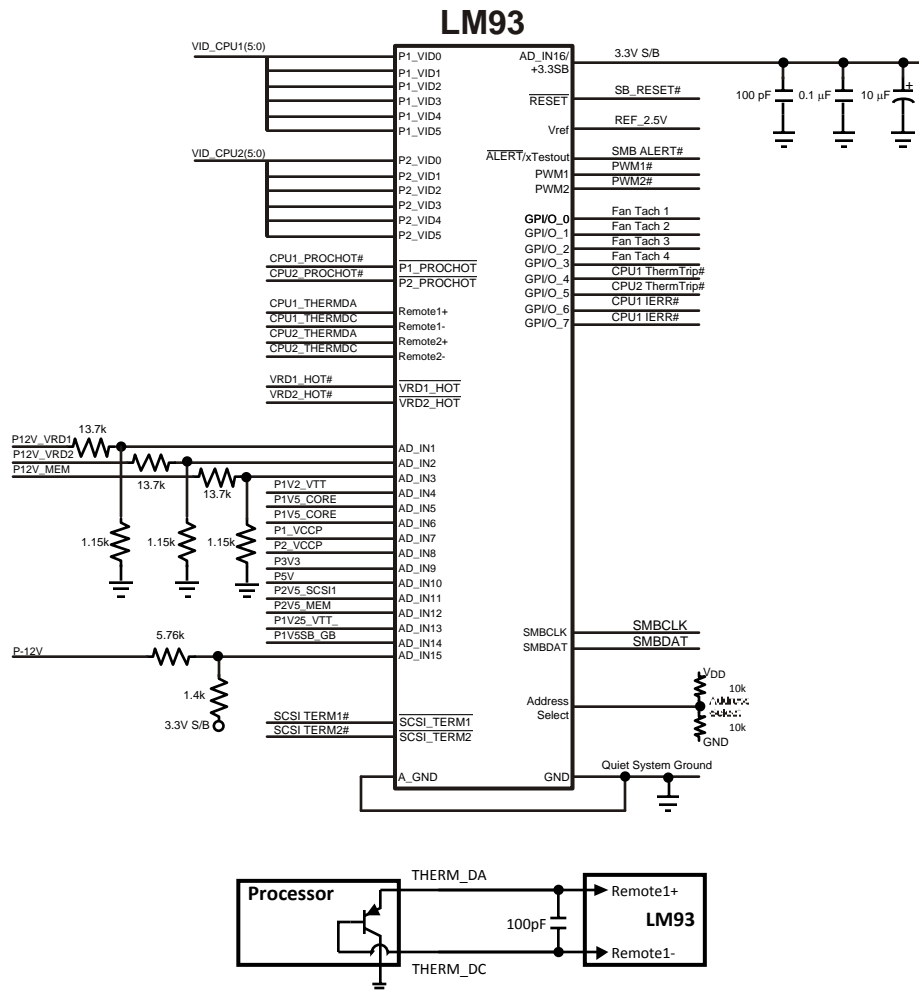 LM93
VID_CPU1(5:0)
P1_VID0
P1_VID1
P1_VID2
P1_VID3
P1_VID4
P1_VID5
VID_CPU2(5:0)
P2_VID0
P2_VID1
P2_VID2
P2_VID3
P2_VID4
P2_VID5
CPU1_PROCHOT#
P1_PROCHOT
CPU2_PROCHOT#
P2_PROCHOT
CPU1_THERMDA
Remote1+
CPU1_THERMDC
Remote1-
CPU2_THERMDA
Remote2+
CPU2_THERMDC
Remote2-
VRD1_HOT#
VRD1_HOT
VRD2_HOT#
VRD2_HOT
P12V_VRD1
13.7k
AD_IN1
P12V_VRD2
13.7k
AD_IN2
P12V_MEM
13.7k
AD_IN3
1.15k
1.15k
1.15k
P1V2_VTT
AD_IN4
P1V5_CORE
AD_IN5
P1V5_CORE
AD_IN6
P1_VCCP
AD_IN7
P2_VCCP
AD_IN8
P3V3
AD_IN9
P5V
AD_IN10
P2V5_SCSI1
AD_IN11
P2V5_MEM
AD_IN12
P1V25_VTT_
AD_IN13
P1V5SB_GB
AD_IN14
P-12V
5.76k
AD_IN15
1.4k
3.3V S/B
SCSI TERM1#
SCSI_TERM1
SCSI TERM2#
SCSI_TERM2
A_GND
AD_IN16/
+3.3SB
3.3V S/B
100 pF
0.1 µF
10 µF
+
RESET
SB_RESET#
Vref
REF_2.5V
ALERT/xTestout
SMB ALERT#
PWM1
PWM1#
PWM2
PWM2#
GPI/O_0
Fan Tach 1
GPI/O_1
Fan Tach 2
GPI/O_2
Fan Tach 3
GPI/O_3
Fan Tach 4
GPI/O_4
CPU1 ThermTrip#
GPI/O_5
CPU2 ThermTrip#
GPI/O_6
CPU1 IERR#
GPI/O_7
CPU1 IERR#
SMBCLK
SMBCLK
SMBDAT
SMBDAT
Address
Select
VDD
10k
10k
GND
GND
Quiet System Ground
Processor
THERM_DA
THERM_DC
100pF
Remote1+
LM93
Remote1-